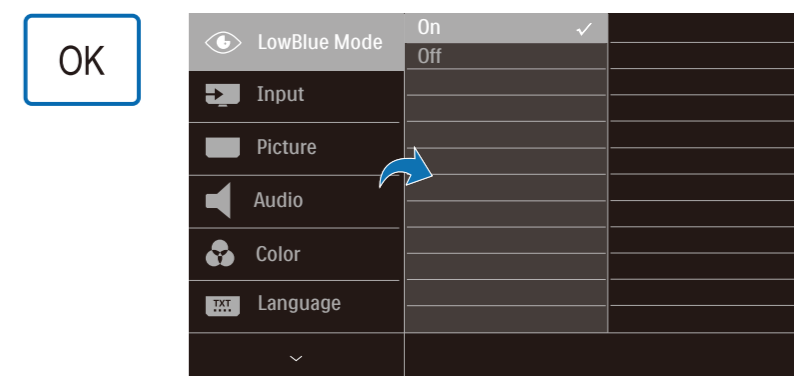 OK
LowBlue Mode
On
Off
Input
Picture
Audio
Color
TXT
Language